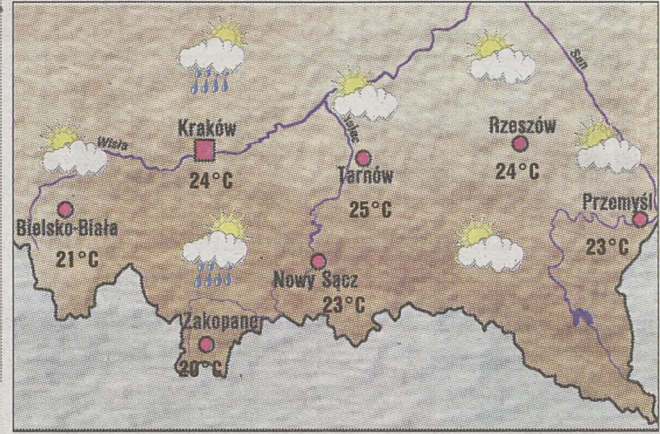 San
Kraków
Wisła
24°C
Rzeszów
24°C
Tarnów
25°C
Przemyśl
23°C
Bielsko-Biała
21°C
Nowy Sącz
23°C
Zakopane
20°C